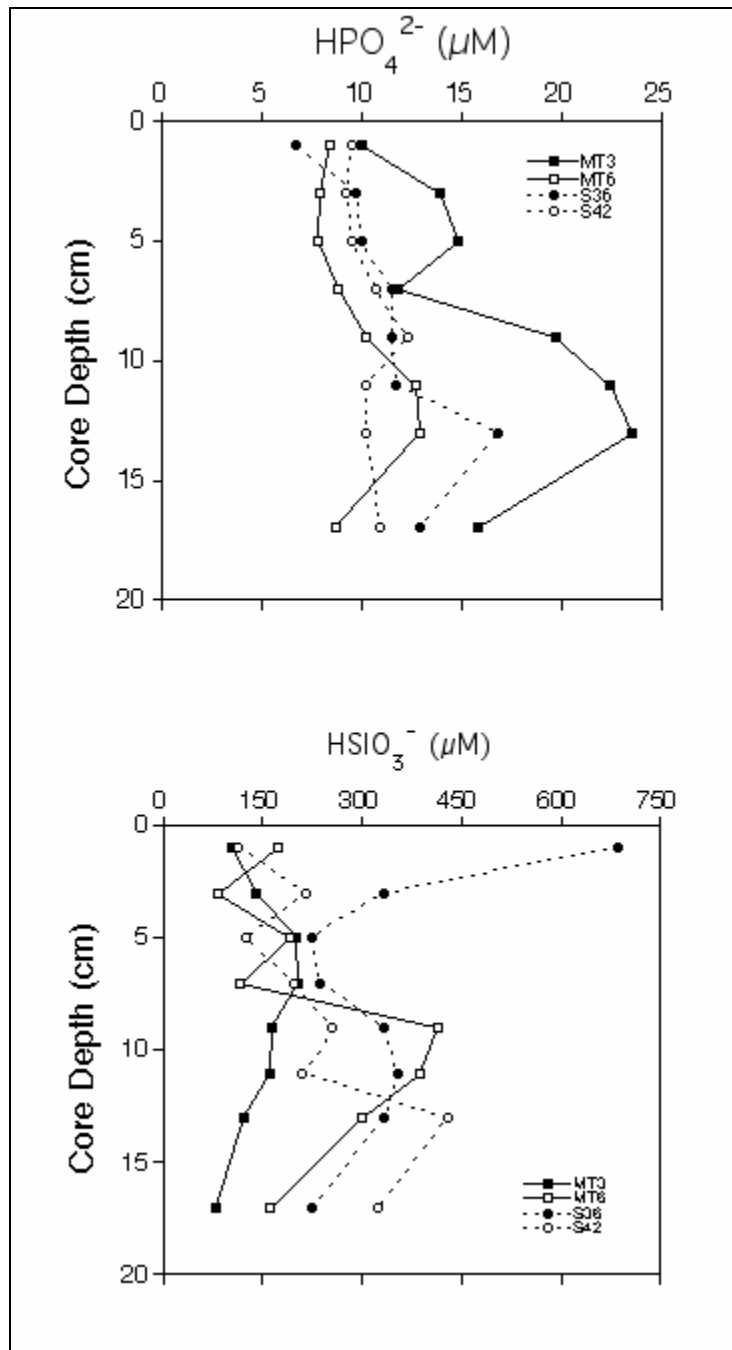 HPO4^2- (μM)
0 5 10 15 20 25
0
5
10
15
20
Core Depth (cm)
MT3
MT6
S36
S42
HSIO3^- (μM)
0 150 300 450 600 750
0
5
10
15
20
Core Depth (cm)
MT3
MT6
S36
S42